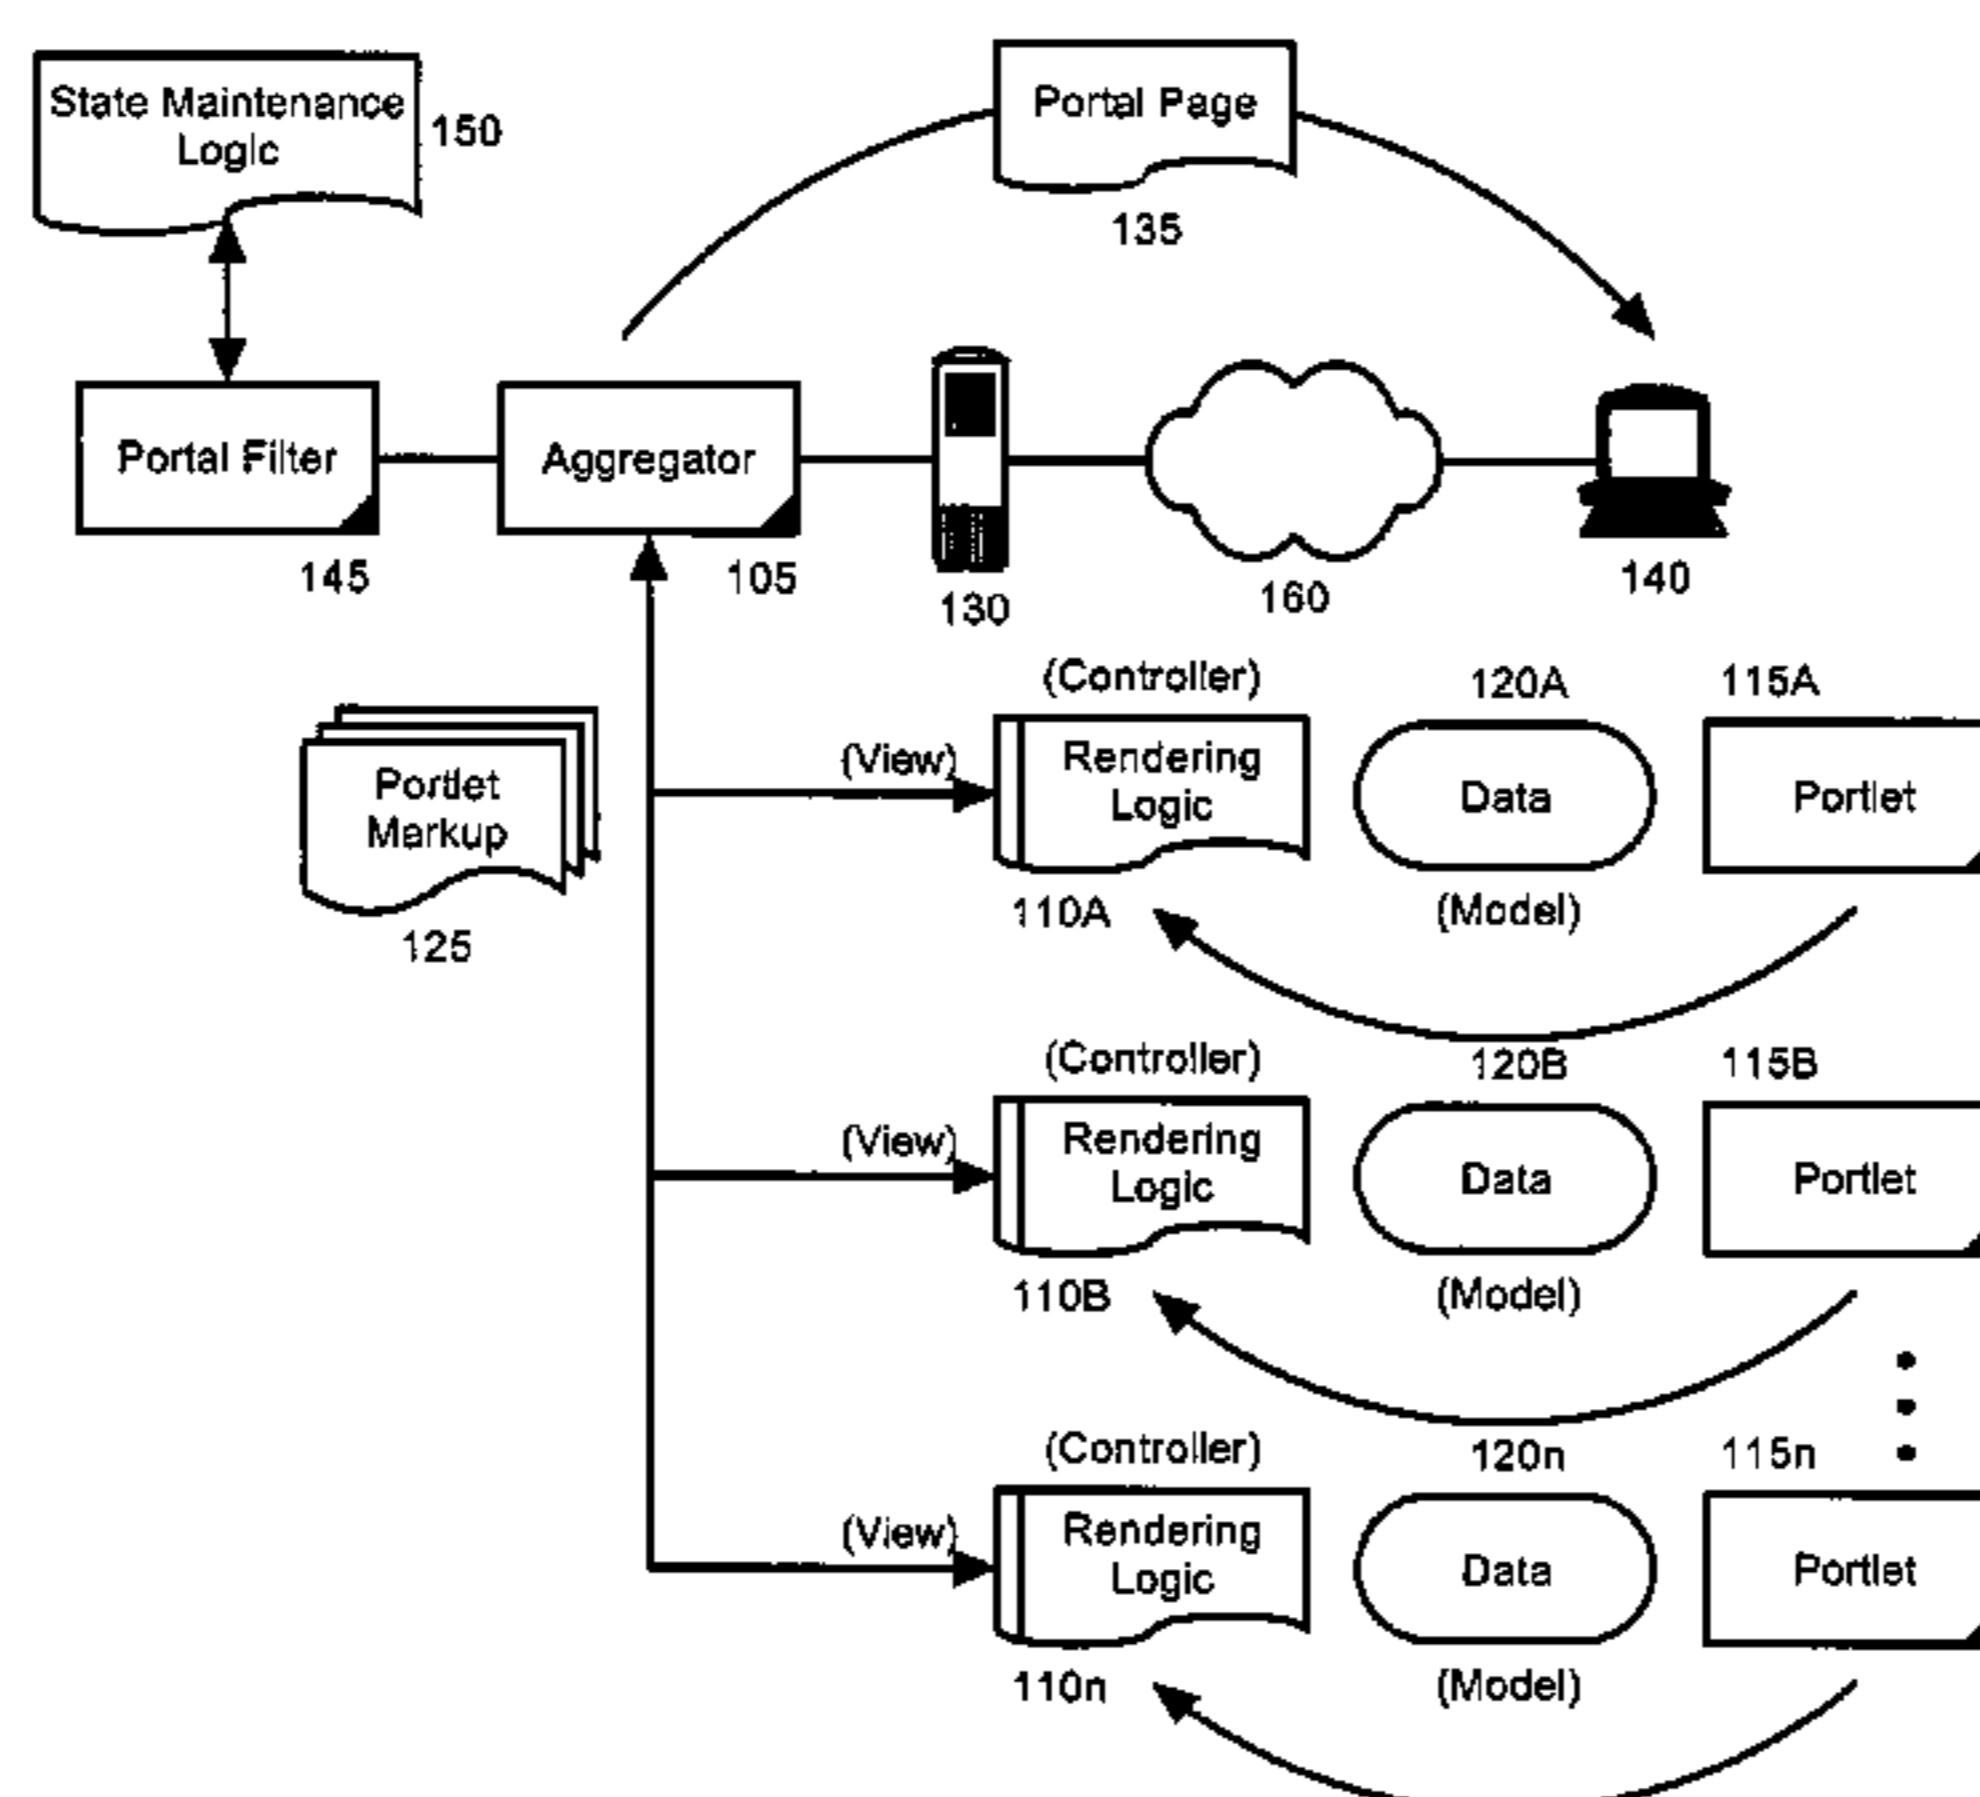 State Maintenance
Logic
150
Portal Page
135
Portal Filter
145
Aggregator
105
130
160
140
Portlet
Markup
125
(Controller)
120A
115A
(View)
Rendering
Logic
Data
Portlet
110A
(Model)
(Controller)
120B
115B
(View)
Rendering
Logic
Data
Portlet
110B
(Model)
(Controller)
120n
115n
(View)
Rendering
Logic
Data
Portlet
110n
(Model)